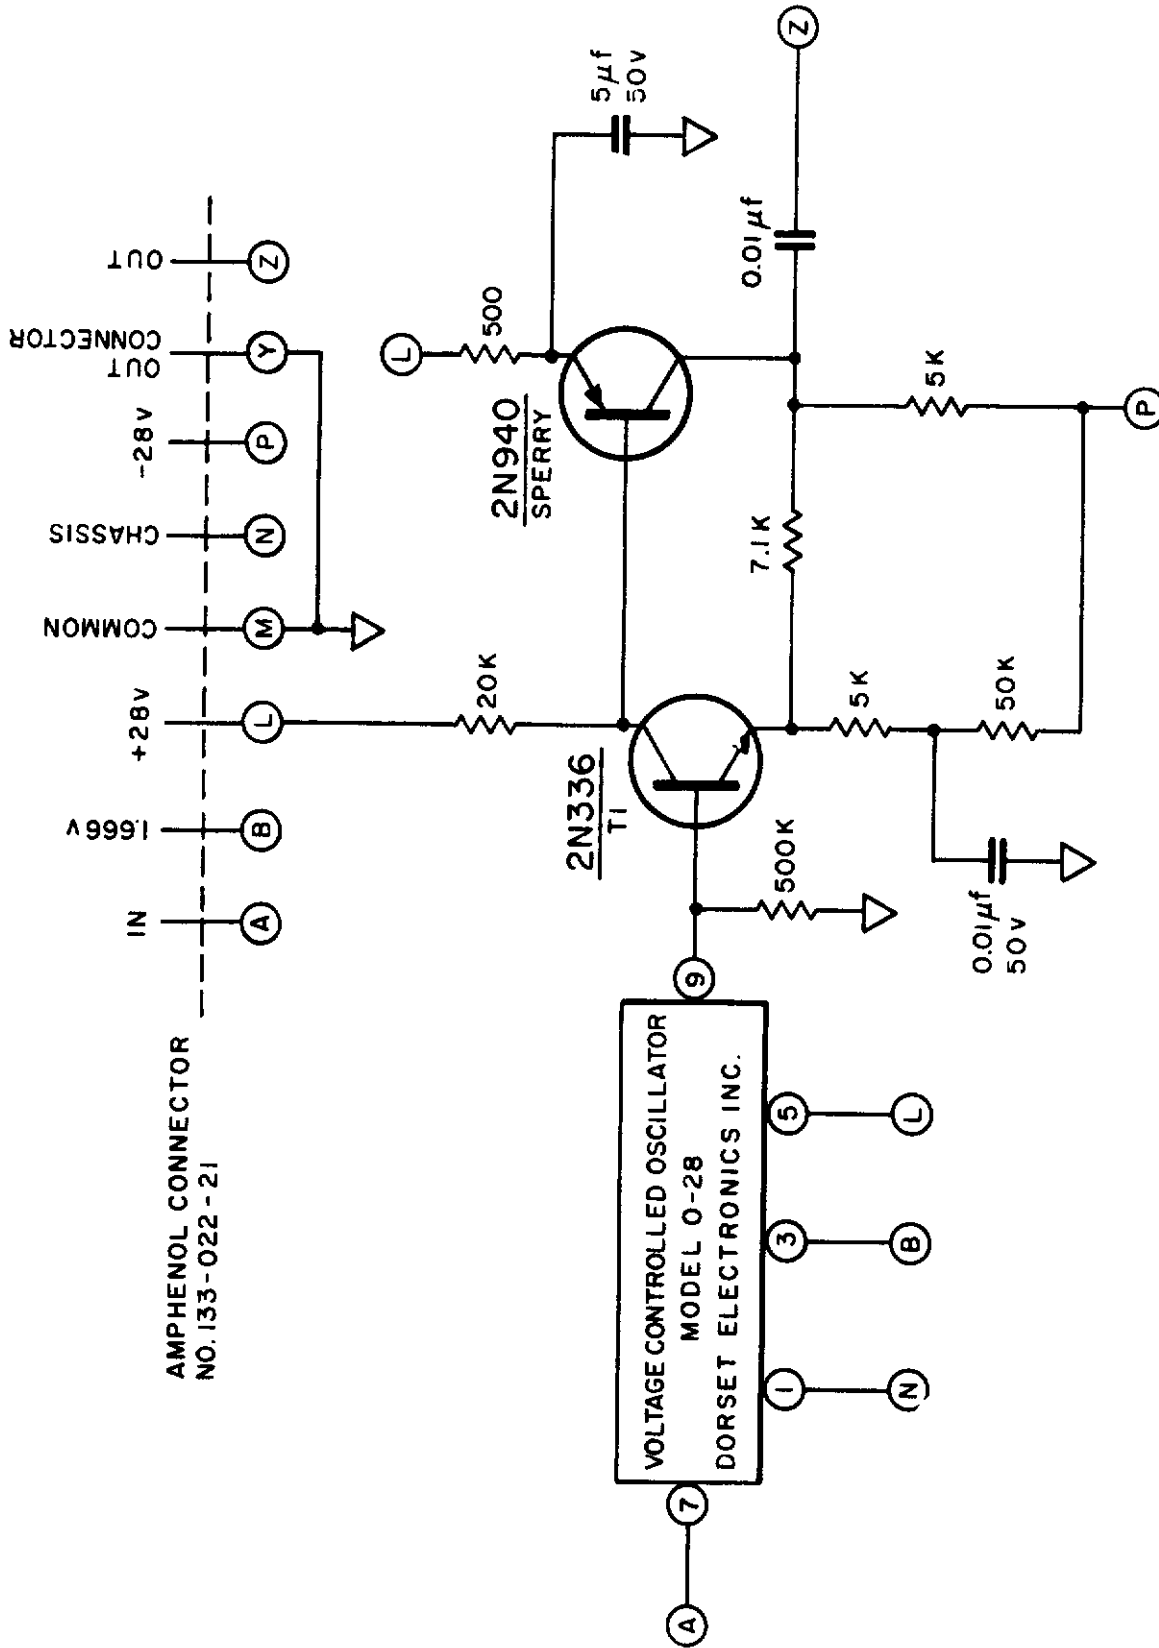 AMPHENOL CONNECTOR
NO. 133-022-21
IN
1.666 v
+28v
COMMON
CHASSIS
-28v
OUT
CONNECTOR
OUT
A
B
L
M
N
P
Y
Z
L
500
5μf
50v
2N940
SPERRY
20K
2N336
TI
7.1K
0.01μf
Z
5K
P
5K
50K
0.01μf
50v
500K
A
7
VOLTAGE CONTROLLED OSCILLATOR
MODEL O-28
DORSET ELECTRONICS INC.
9
1
3
5
N
B
L